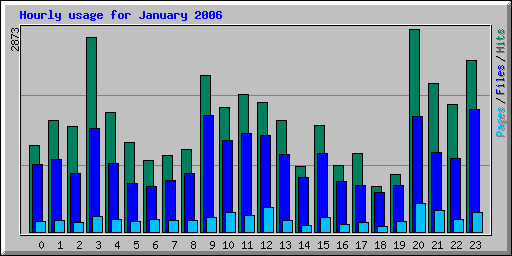 Hourly usage for January 2006
2873
Pages/Files/Hits
0 1 2 3 4 5 6 7 8 9 10 11 12 13 14 15 16 17 18 19 20 21 22 23